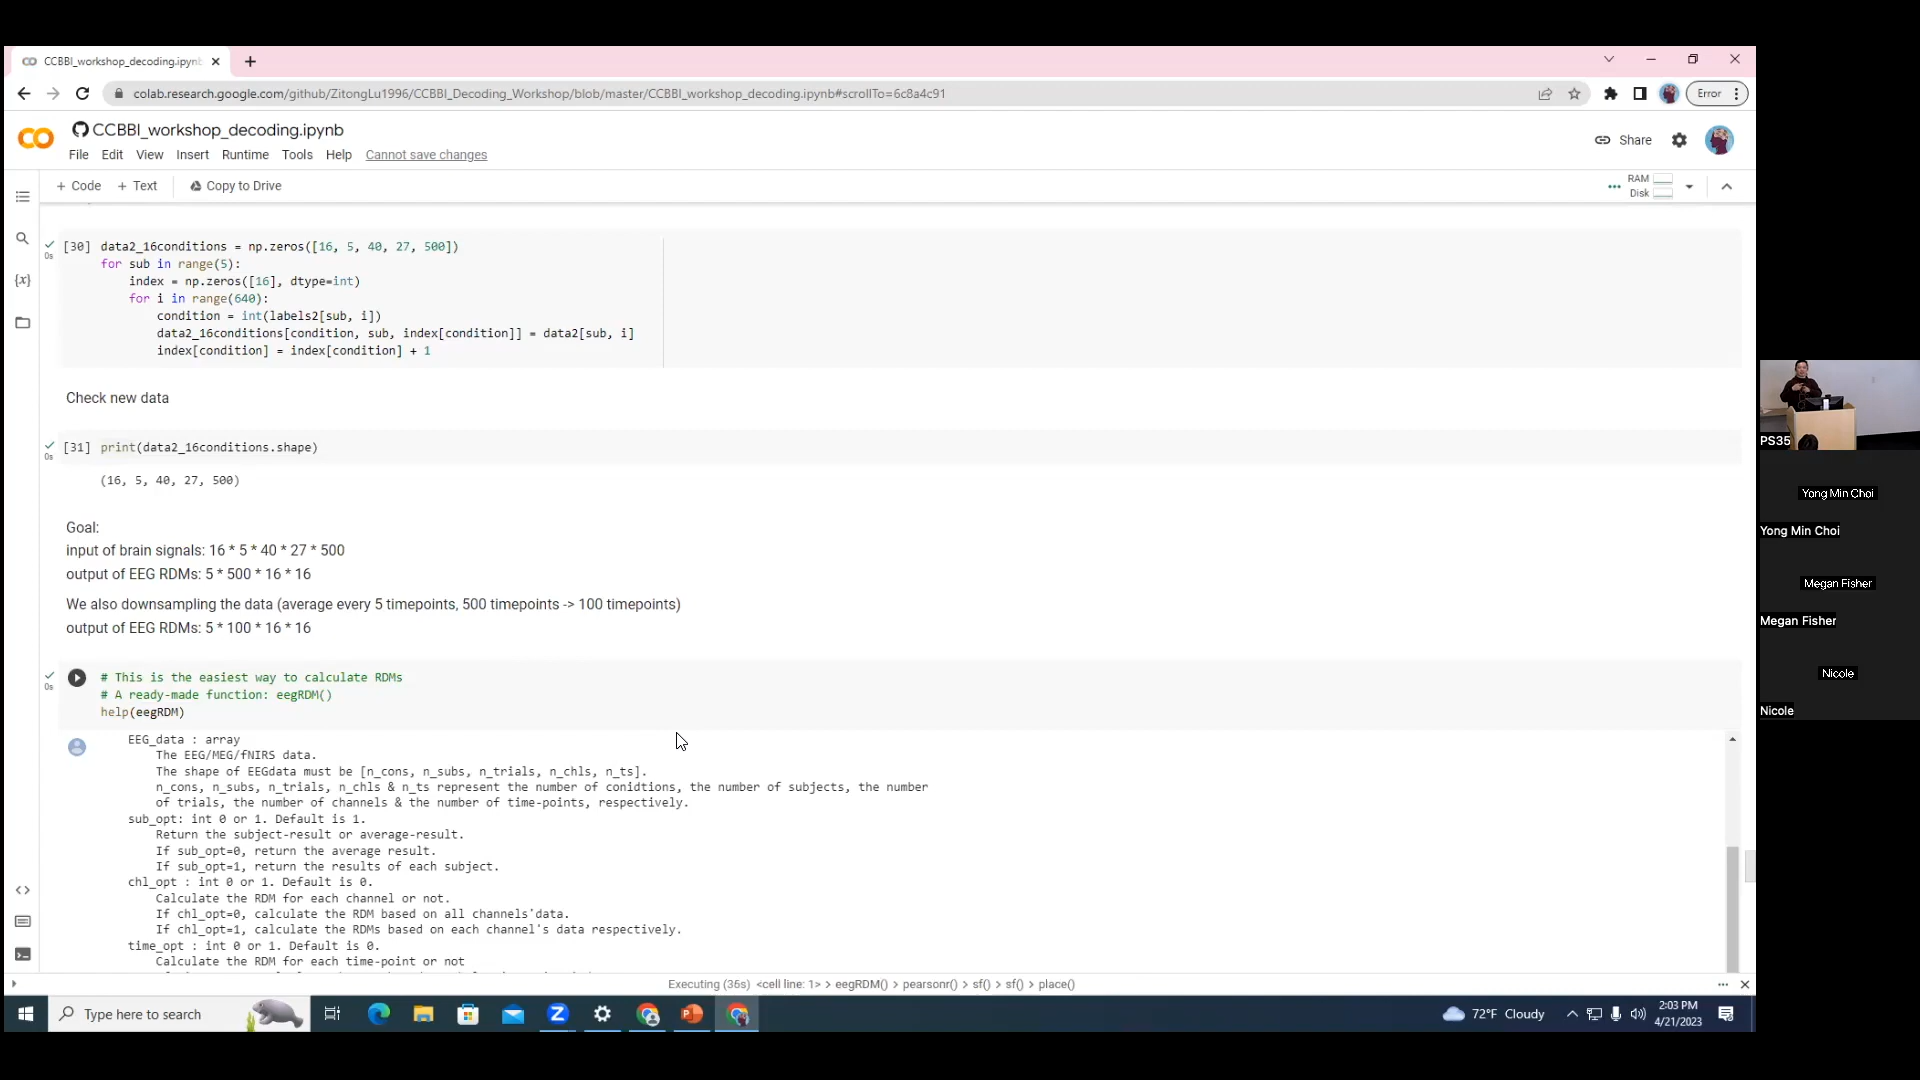 CCBBI_workshop_decoding.ipynb
colab.research.google.com/github/ZitongLu1996/CCBBI_Decoding_Workshop/blob/master/CCBBI_workshop_decoding.ipynb#scrollTo=6c8a4c91
Error
CCBBI_workshop_decoding.ipynb
File Edit View Insert Runtime Tools Help Cannot save changes
Share
+ Code + Text Copy to Drive
RAM
Disk
[30] data2_16conditions = np.zeros([16, 5, 40, 27, 500])
0s
for sub in range(5):
index = np.zeros([16], dtype=int)
for i in range(640):
condition = int(labels2[sub, i])
data2_16conditions[condition, sub, index[condition]] = data2[sub, i]
index[condition] = index[condition] + 1
Check new data
[31] print(data2_16conditions.shape)
0s
(16, 5, 40, 27, 500)
Goal:
input of brain signals: 16 * 5 * 40 * 27 * 500
output of EEG RDMs: 5 * 500 * 16 * 16
We also downsampling the data (average every 5 timepoints, 500 timepoints -> 100 timepoints)
output of EEG RDMs: 5 * 100 * 16 * 16
# This is the easiest way to calculate RDMs
0s
# A ready-made function: eegRDM()
help(eegRDM)
EEG_data : array
The EEG/MEG/fNIRS data.
The shape of EEGdata must be [n_cons, n_subs, n_trials, n_chls, n_ts].
n_cons, n_subs, n_trials, n_chls & n_ts represent the number of conidtions, the number of subjects, the number
of trials, the number of channels & the number of time-points, respectively.
sub_opt: int 0 or 1. Default is 1.
Return the subject-result or average-result.
If sub_opt=0, return the average result.
If sub_opt=1, return the results of each subject.
chl_opt : int 0 or 1. Default is 0.
Calculate the RDM for each channel or not.
If chl_opt=0, calculate the RDM based on all channels'data.
If chl_opt=1, calculate the RDMs based on each channel's data respectively.
time_opt : int 0 or 1. Default is 0.
Calculate the RDM for each time-point or not
Executing (36s) <cell line: 1> > eegRDM() > pearsonr() > sf() > sf() > place()
Type here to search
72°F Cloudy
2:03 PM
4/21/2023
PS35
Yong Min Choi
Yong Min Choi
Megan Fisher
Megan Fisher
Nicole
Nicole